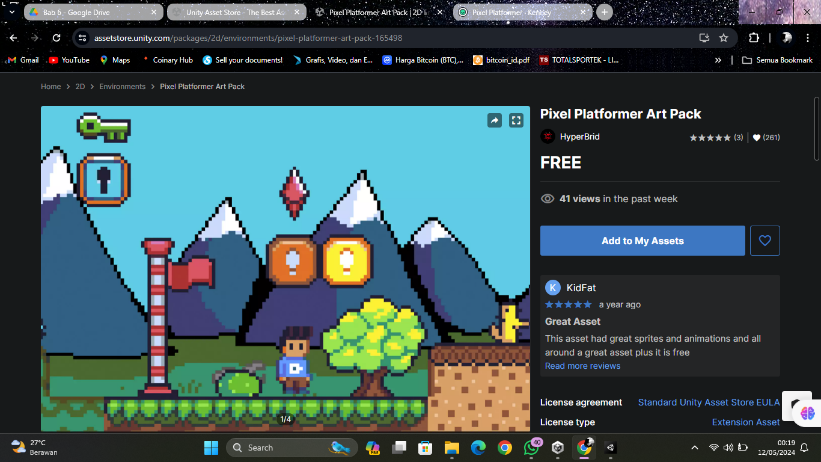 Bab 6 - Google Drive
Unity Asset Store - The Best As
Pixel Platformer Art Pack | 2D I
Pixel Platformer · Kenney
assetstore.unity.com/packages/2d/environments/pixel-platformer-art-pack-165498
Gmail YouTube Maps Coinary Hub Sell your documents! Grafis, Video, dan E... Harga Bitcoin (BTC),... bitcoin_id.pdf TS TOTALSPORTEK - LI... » Semua Bookmark
Home > 2D > Environments > Pixel Platformer Art Pack
Pixel Platformer Art Pack
HyperBrid
(3) | (261)
FREE
41 views in the past week
Add to My Assets
K KidFat
a year ago
Great Asset
This asset had great sprites and animations and all
around a great asset plus it is free
Read more reviews
License agreement Standard Unity Asset Store EULA
License type Extension Asset
1/4
27°C
Berawan
Search
40
00:19
12/05/2024